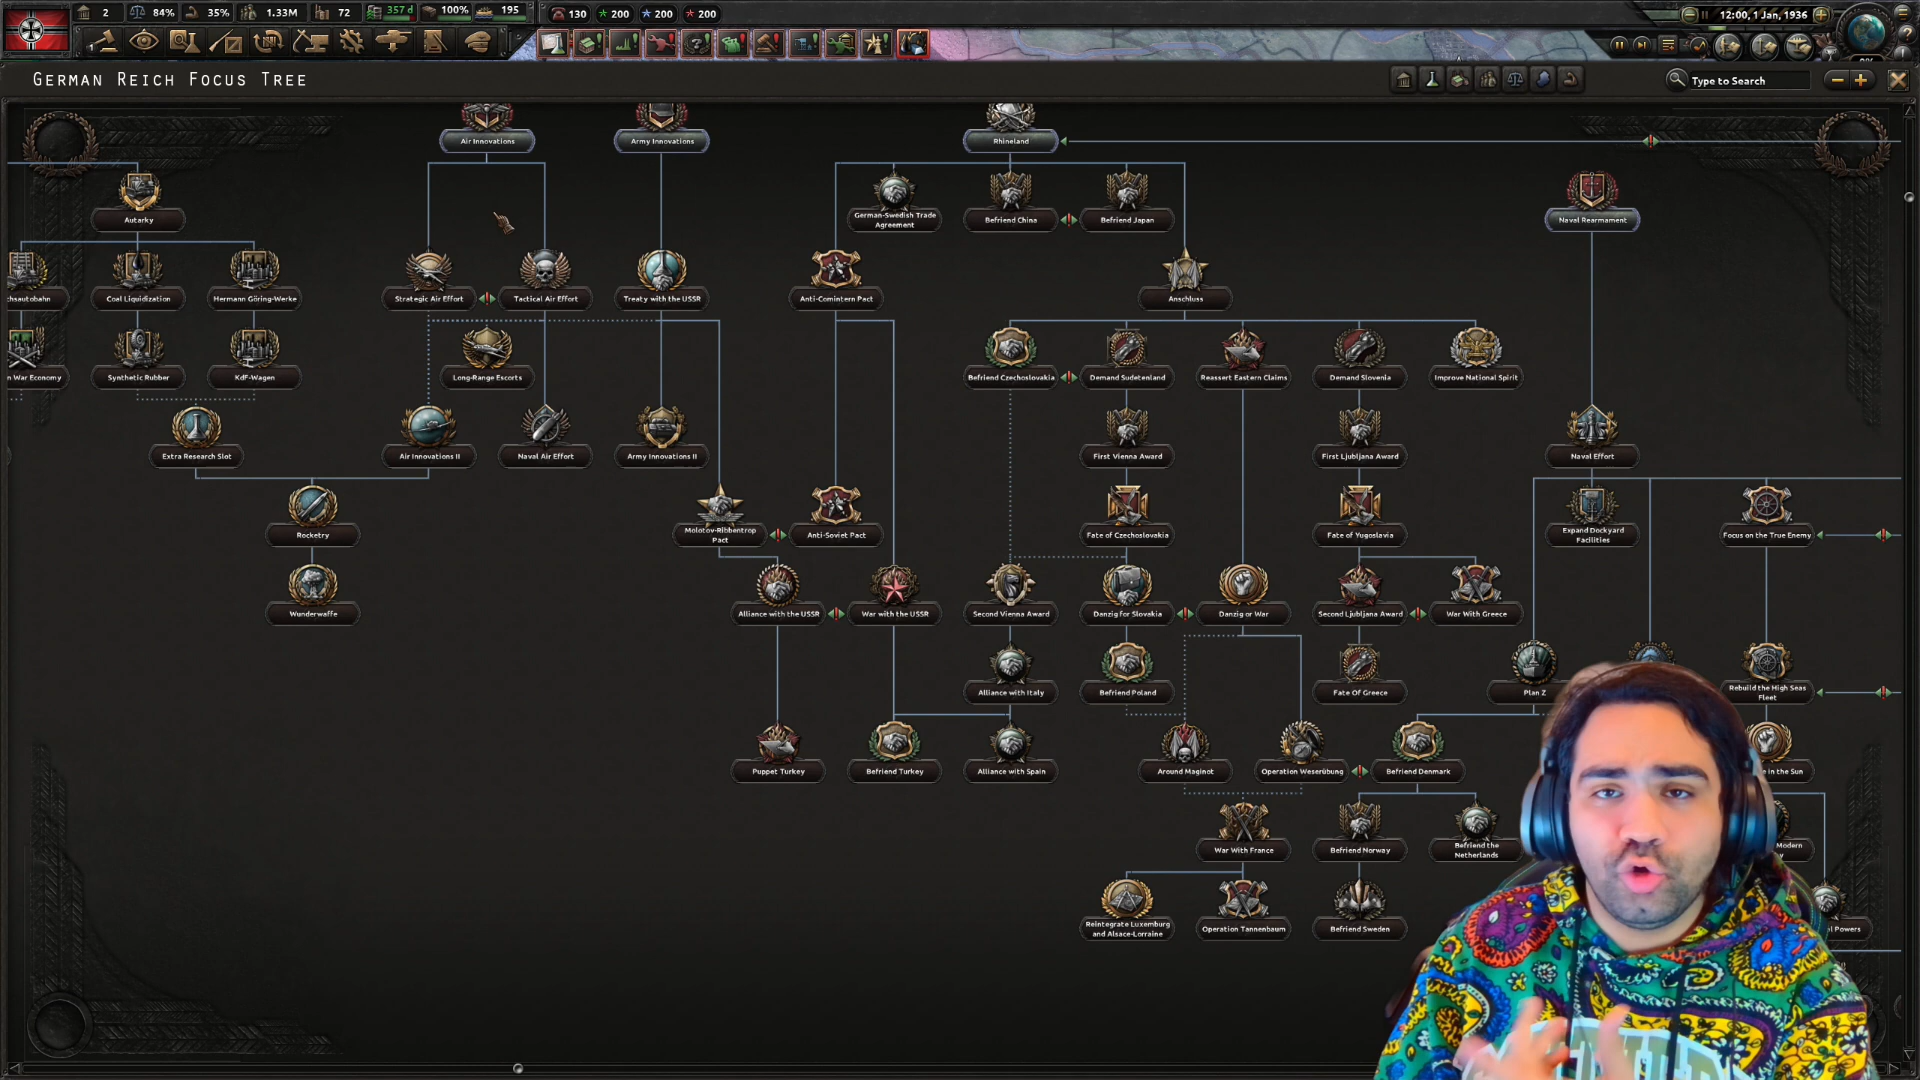 2
84%
35%
1.33M
72
357 d
100%
195
130
200
200
200
12:00, 1 Jan, 1936
German Reich Focus Tree
Type to Search
Air Innovations
Army Innovations
Rhineland
Autarky
German-Swedish Trade
Agreement
Befriend China
Befriend Japan
Naval Rearmament
hsautobahn
Coal Liquidization
Hermann Göring-Werke
Strategic Air Effort
Tactical Air Effort
Treaty with the USSR
Anti-Comintern Pact
Anschluss
n War Economy
Synthetic Rubber
KdF-Wagen
Long-Range Escorts
Befriend Czechoslovakia
Demand Sudetenland
Reassert Eastern Claims
Demand Slovenia
Improve National Spirit
Extra Research Slot
Air Innovations II
Naval Air Effort
Army Innovations II
First Vienna Award
First Ljubljana Award
Naval Effort
Rocketry
Molotov-Ribbentrop
Pact
Anti-Soviet Pact
Fate of Czechoslovakia
Fate of Yugoslavia
Expand Dockyard
Facilities
Focus on the True Enemy
Wunderwaffe
Alliance with the USSR
War with the USSR
Second Vienna Award
Danzig for Slovakia
Danzig or War
Second Ljubljana Award
War With Greece
Alliance with Italy
Befriend Poland
Fate Of Greece
Plan Z
Rebuild the High Seas
Fleet
Puppet Turkey
Befriend Turkey
Alliance with Spain
Around Maginot
Operation Weserübung
Befriend Denmark
e in the Sun
War With France
Befriend Norway
Befriend the
Netherlands
Modern
Reintegrate Luxemburg
and Alsace-Lorraine
Operation Tannenbaum
Befriend Sweden
l Powers